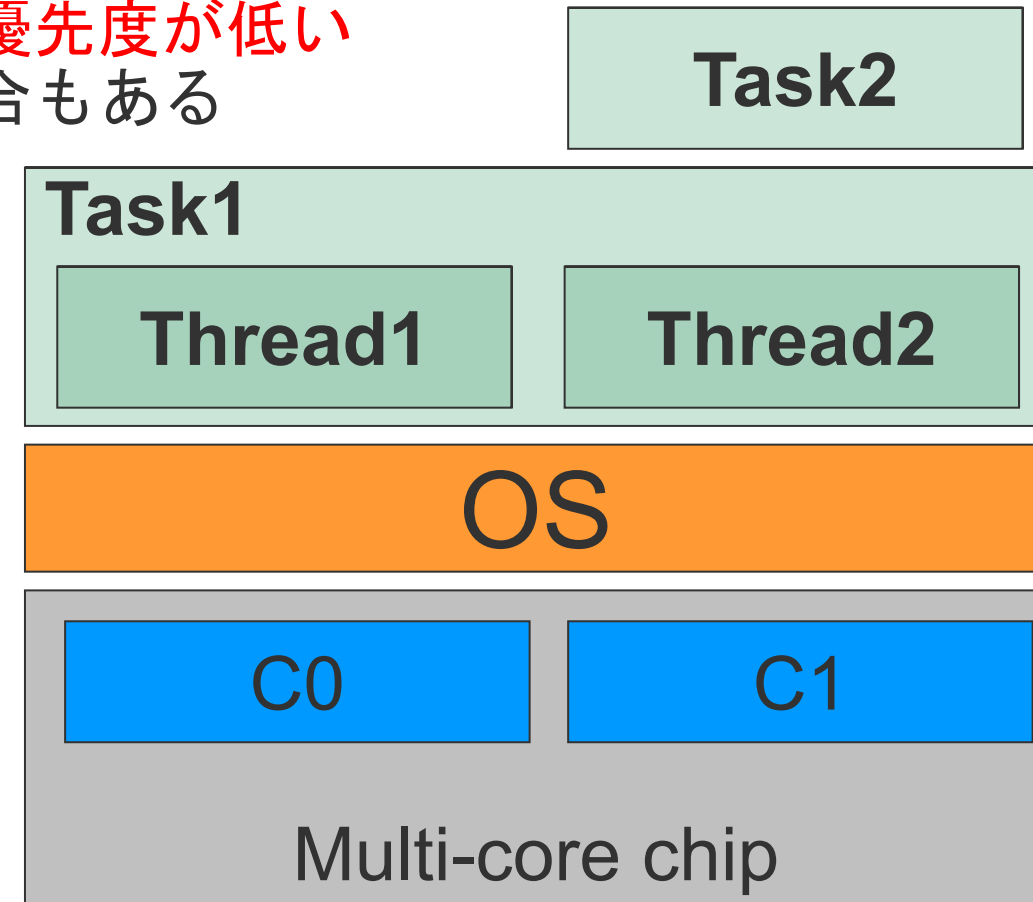 優先度が低い
合もある
Task2
Task1
Thread1 Thread2
OS
C0 C1
Multi-core chip